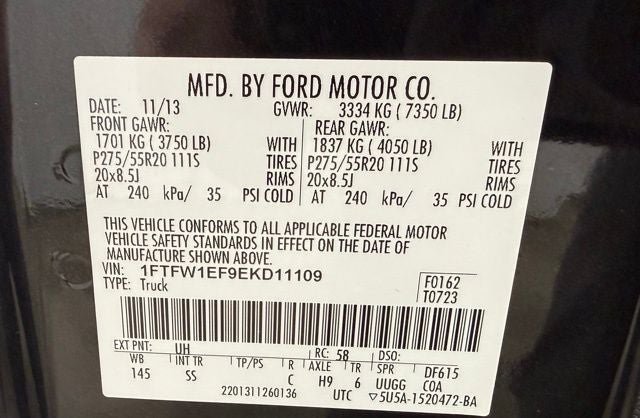 MFD. BY FORD MOTOR CO.
DATE: 11/13 GVWR: 3334 KG ( 7350 LB)
FRONT GAWR: REAR GAWR:
1701 KG ( 3750 LB) WITH 1837 KG ( 4050 LB) WITH
P275/55R20 111S TIRES P275/55R20 111S TIRES
20x8.5J RIMS 20x8.5J RIMS
AT 240 kPa/ 35 PSI COLD AT 240 kPa/ 35 PSI COLD
THIS VEHICLE CONFORMS TO ALL APPLICABLE FEDERAL MOTOR
VEHICLE SAFETY STANDARDS IN EFFECT ON THE DATE OF
MANUFACTURE SHOWN ABOVE.
VIN: 1FTFW1EF9EKD11109 F0162
TYPE: Truck T0723
EXT PNT: UH RC: 58 DSO:
WB INT TR TP/PS R AXLE TR SPR DF615
145 SS C H9 6 UUGG COA
2201311260136 UTC ▽5U5A-1520472-BA